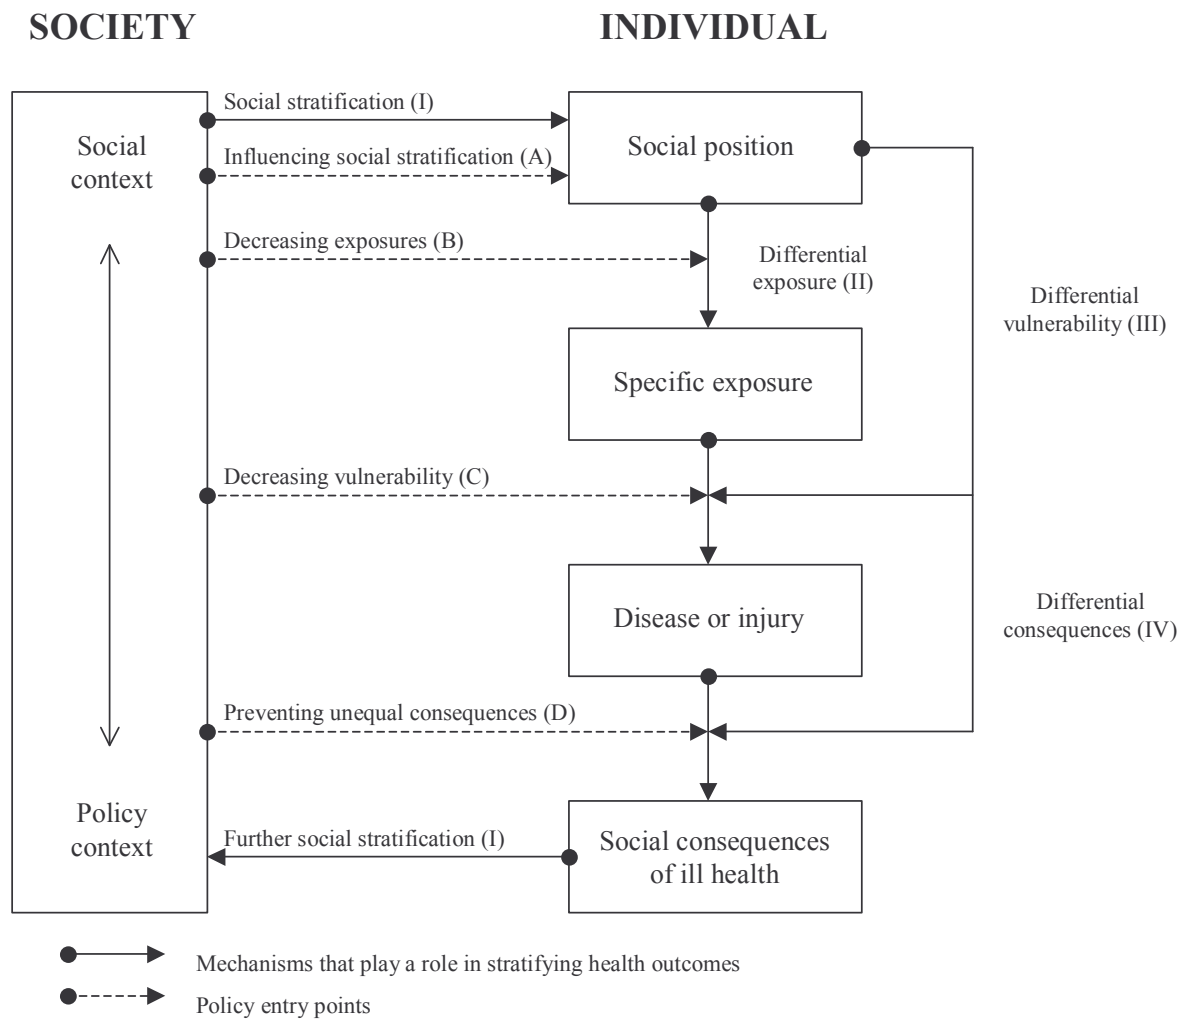 SOCIETY
INDIVIDUAL
Social
context
Social stratification (I)
Influencing social stratification (A)
Social position
Decreasing exposures (B)
Differential
exposure (II)
Differential
vulnerability (III)
Specific exposure
Decreasing vulnerability (C)
Disease or injury
Differential
consequences (IV)
Preventing unequal consequences (D)
Policy
context
Further social stratification (I)
Social consequences
of ill health
Mechanisms that play a role in stratifying health outcomes
Policy entry points